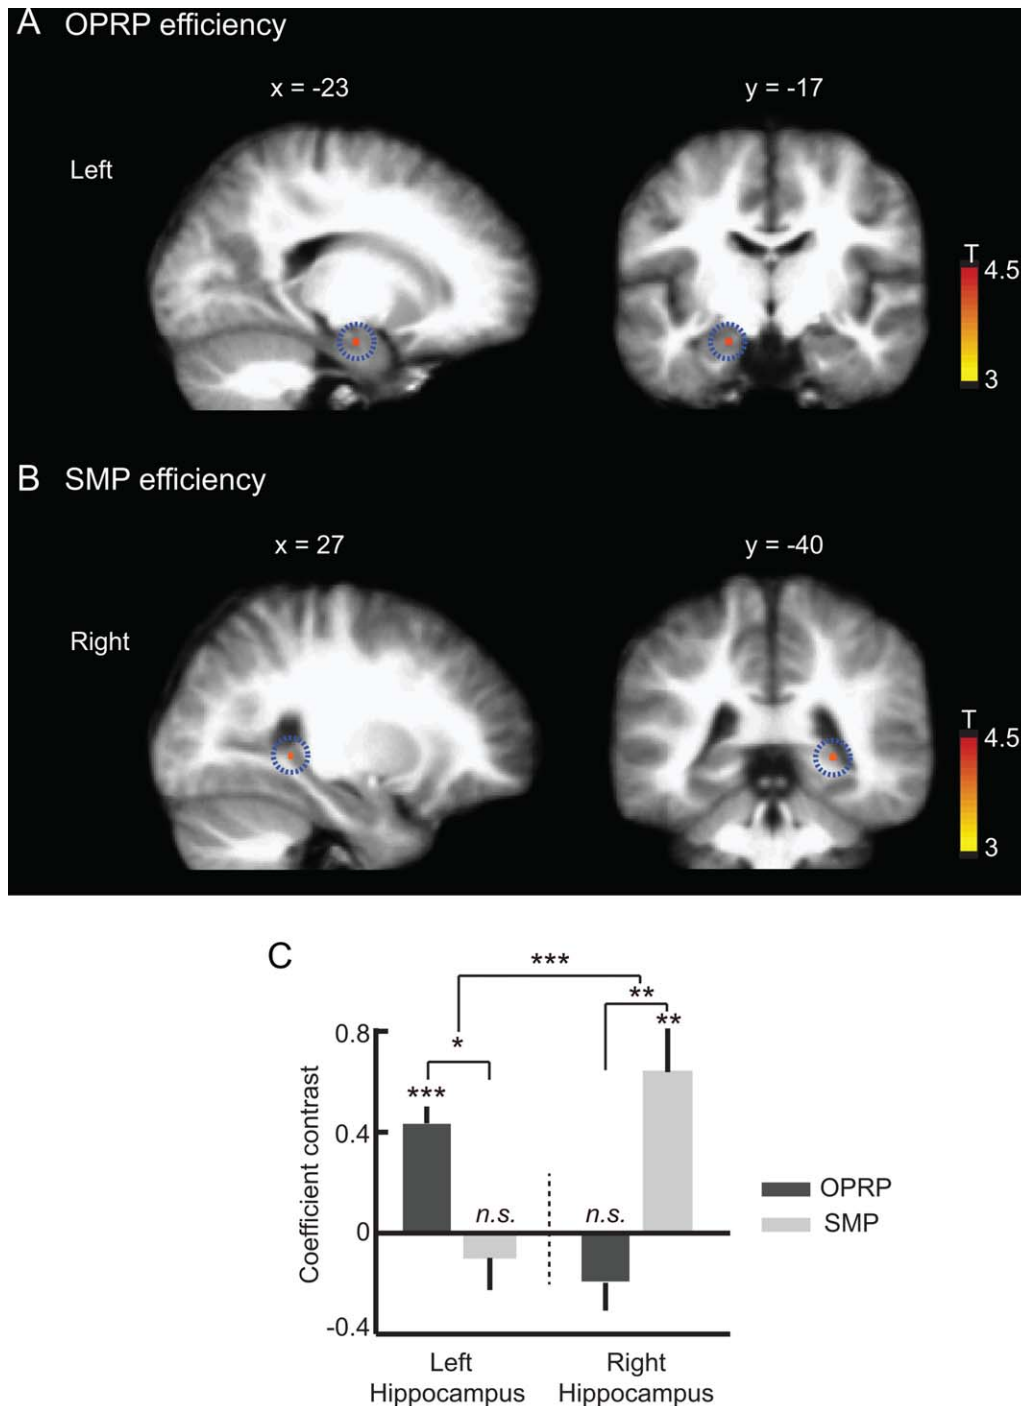 A OPRP efficiency
x = -23
y = -17
Left
T
4.5
3
B SMP efficiency
x = 27
y = -40
Right
T
4.5
3
C
***
**
**
*
***
0.8
0.4
0
-0.4
Coefficient contrast
n.s.
n.s.
OPRP
SMP
Left
Hippocampus
Right
Hippocampus